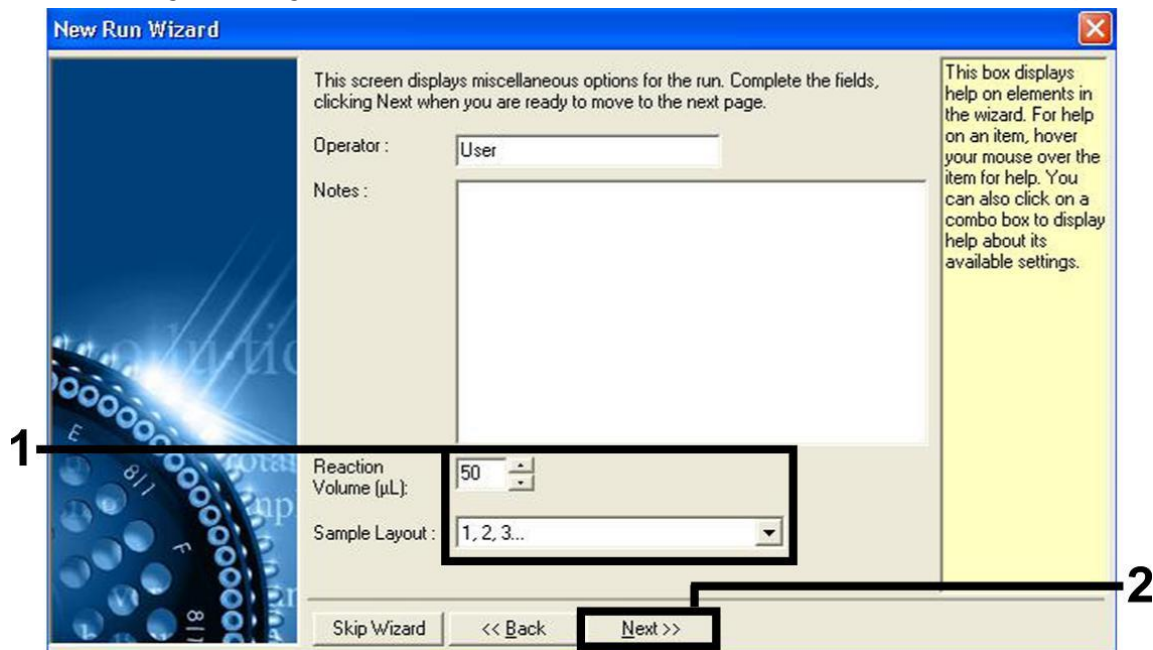 New Run Wizard
This screen displays miscellaneous options for the run. Complete the fields,
clicking Next when you are ready to move to the next page.
Operator :
User
Notes :
1
Reaction
Volume (µL):
50
Sample Layout :
1, 2, 3...
2
Skip Wizard
<< Back
Next >>
This box displays
help on elements in
the wizard. For help
on an item, hover
your mouse over the
item for help. You
can also click on a
combo box to display
help about its
available settings.
E
8|1
F
8|1